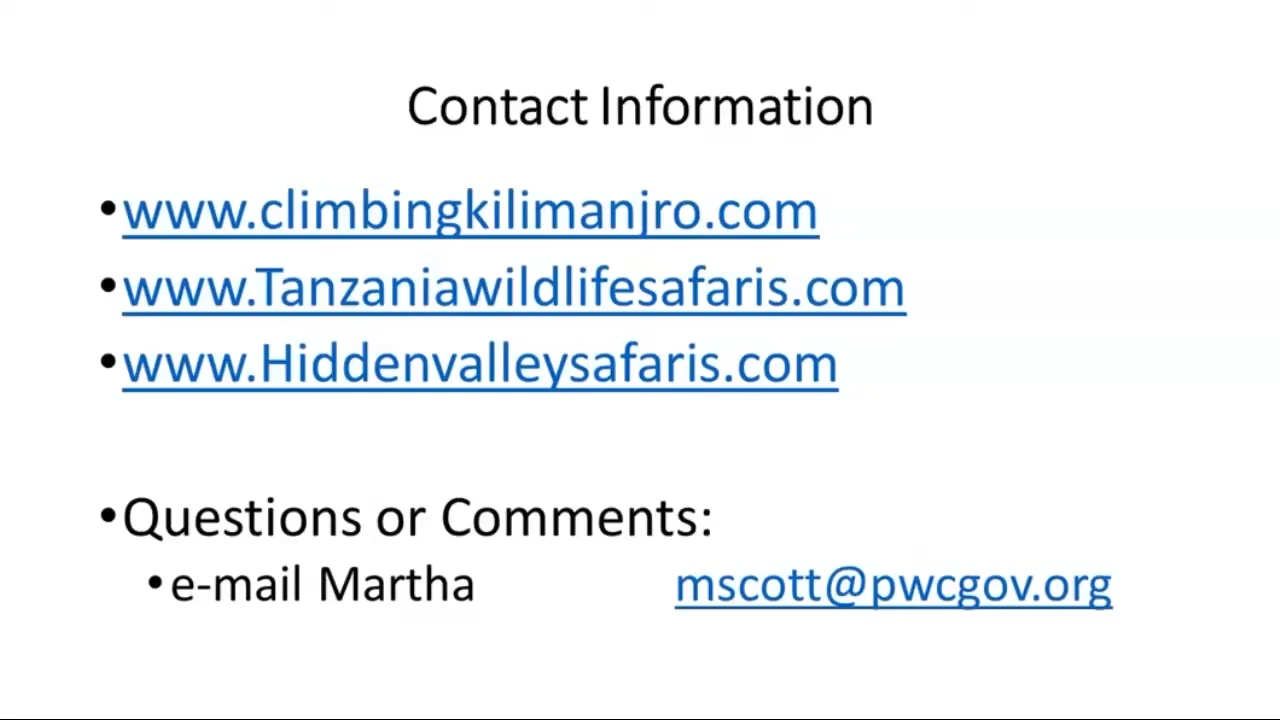 Contact Information
•www.climbingkilimanjro.com
•www.Tanzaniawildlifesafaris.com
•www.Hiddenvalleysafaris.com
•Questions or Comments:
•e-mail Martha mscott@pwcgov.org